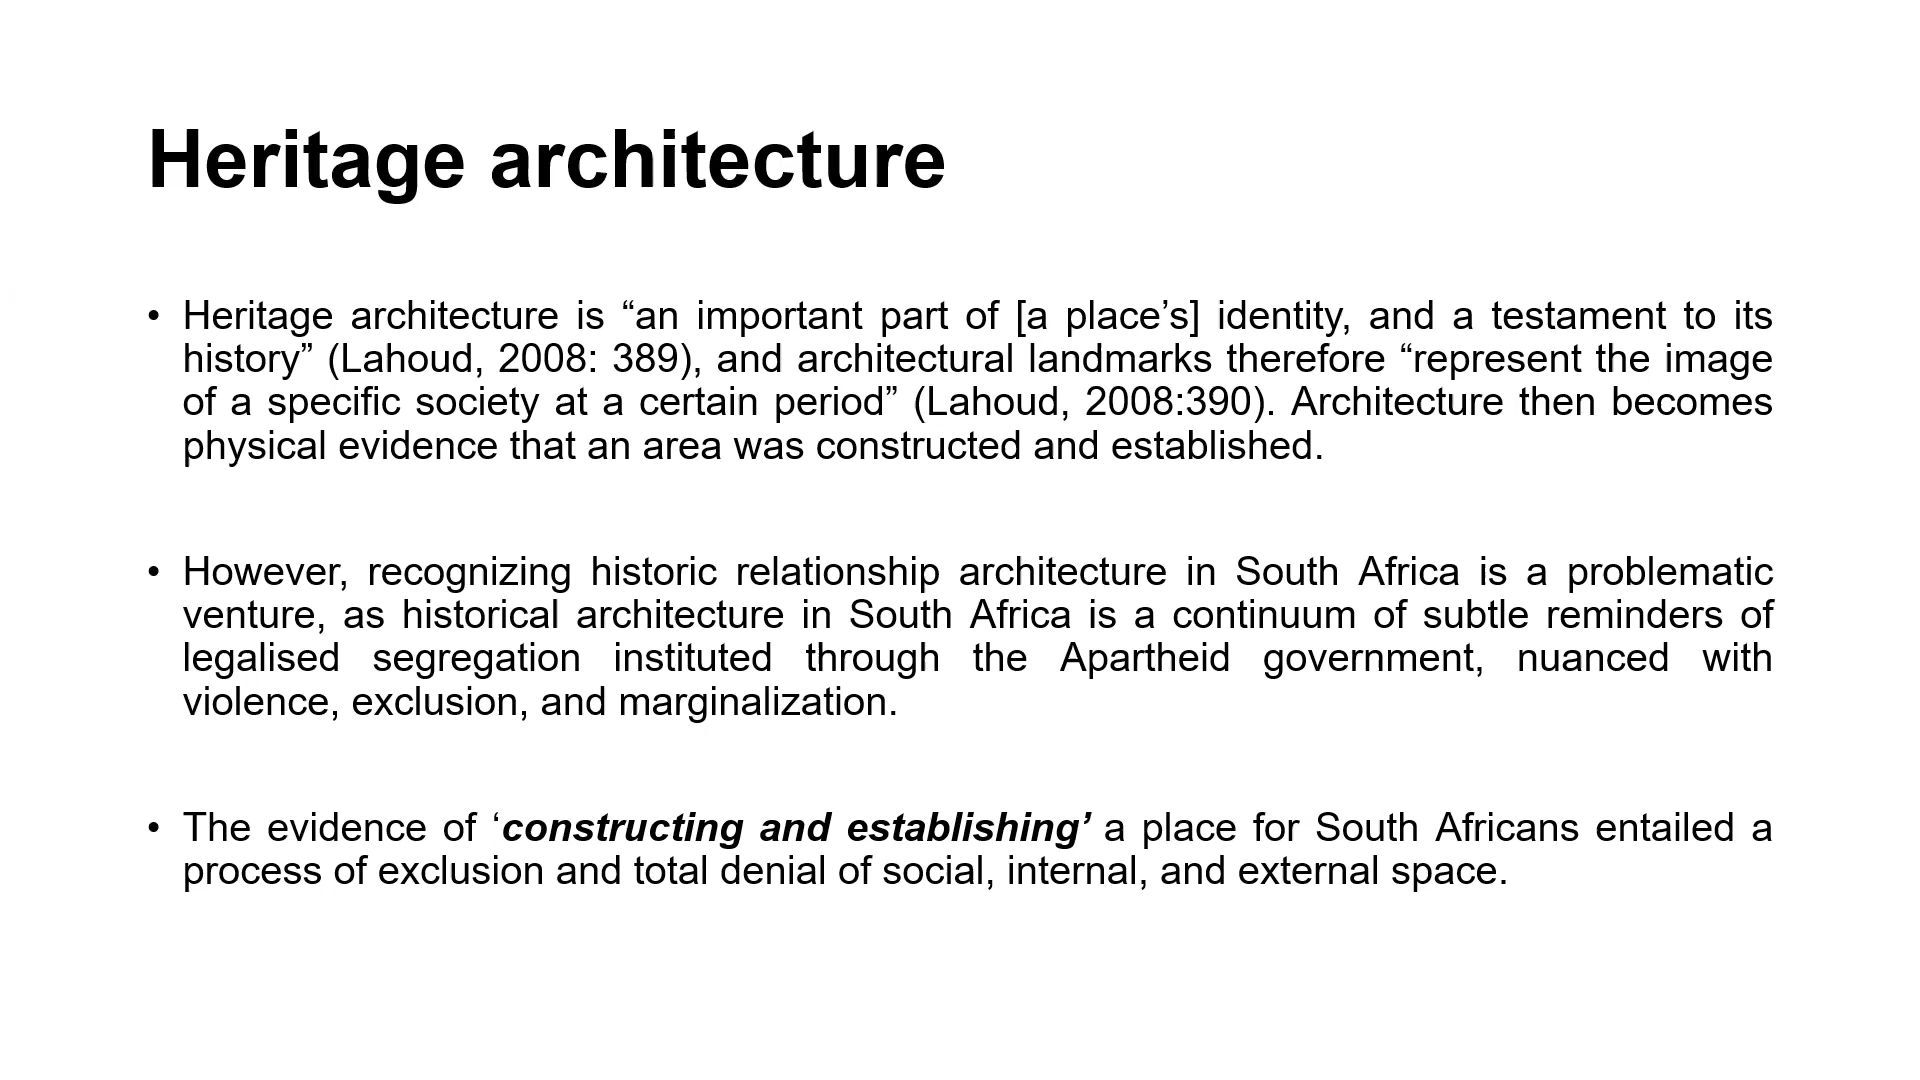 Heritage architecture
• Heritage architecture is “an important part of [a place’s] identity, and a testament to its
history” (Lahoud, 2008: 389), and architectural landmarks therefore “represent the image
of a specific society at a certain period” (Lahoud, 2008:390). Architecture then becomes
physical evidence that an area was constructed and established.
• However, recognizing historic relationship architecture in South Africa is a problematic
venture, as historical architecture in South Africa is a continuum of subtle reminders of
legalised segregation instituted through the Apartheid government, nuanced with
violence, exclusion, and marginalization.
• The evidence of ‘constructing and establishing’ a place for South Africans entailed a
process of exclusion and total denial of social, internal, and external space.